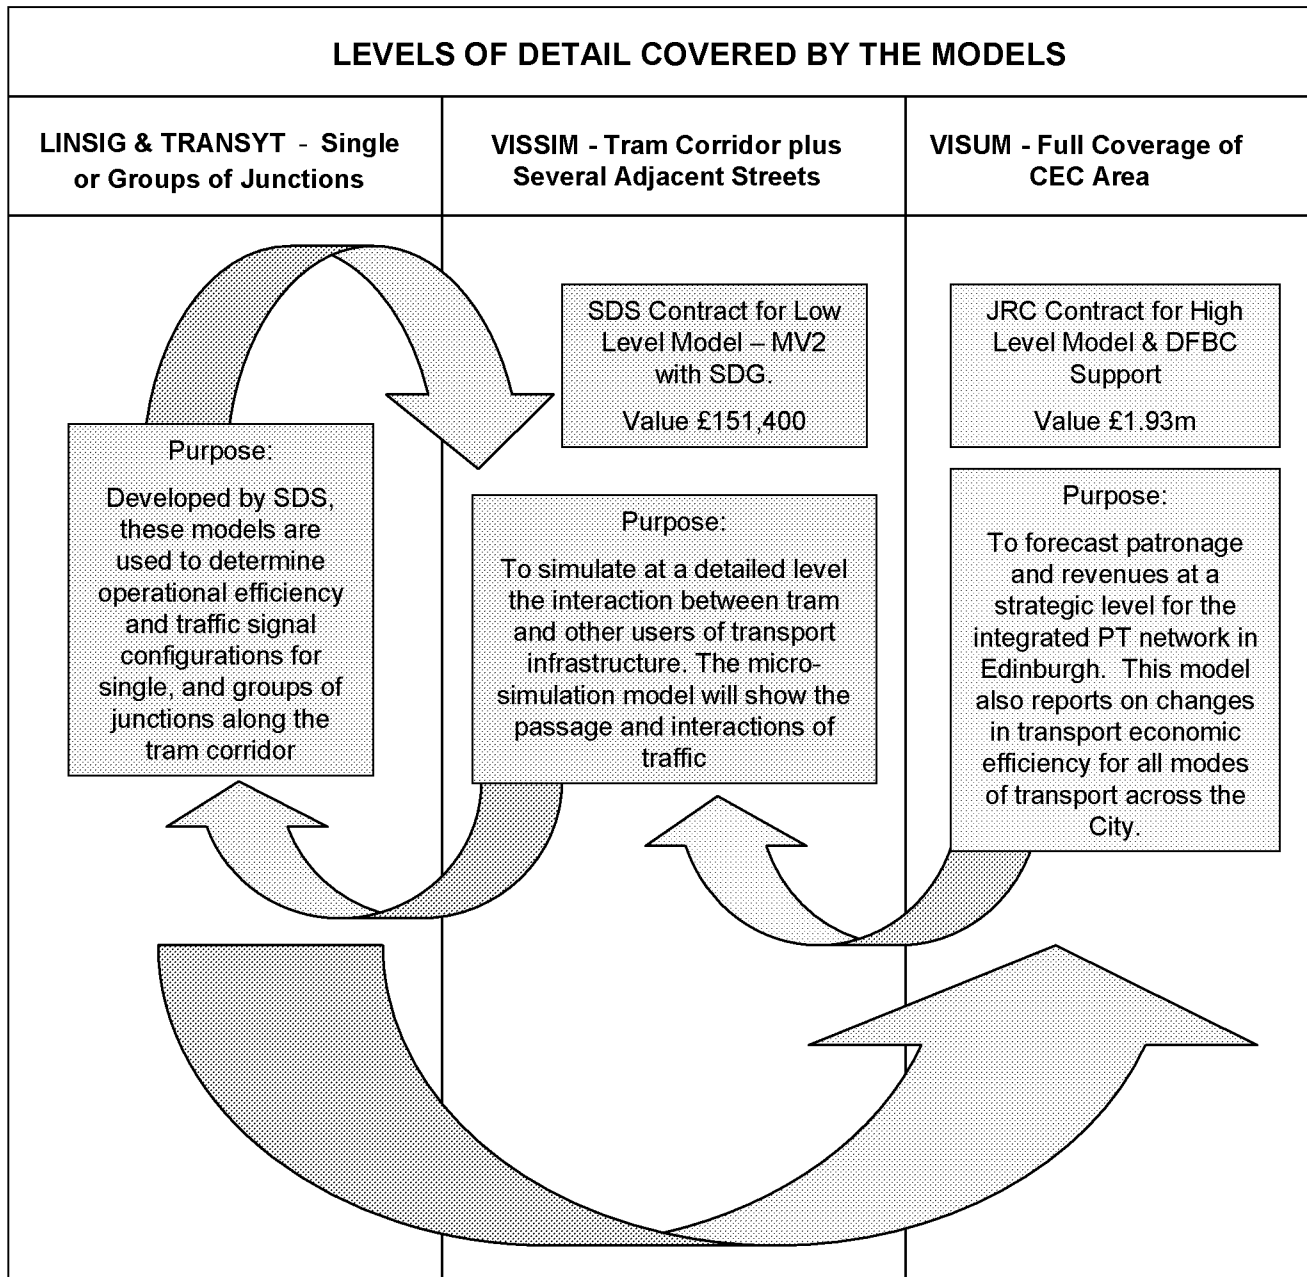 LEVELS OF DETAIL COVERED BY THE MODELS
LINSIG & TRANSYT - Single
or Groups of Junctions
VISSIM - Tram Corridor plus
Several Adjacent Streets
VISUM - Full Coverage of
CEC Area
SDS Contract for Low
Level Model – MV2
with SDG.
Value £151,400
JRC Contract for High
Level Model & DFBC
Support
Value £1.93m
Purpose:
Developed by SDS,
these models are
used to determine
operational efficiency
and traffic signal
configurations for
single, and groups of
junctions along the
tram corridor
Purpose:
To simulate at a detailed level
the interaction between tram
and other users of transport
infrastructure. The micro-
simulation model will show the
passage and interactions of
traffic
Purpose:
To forecast patronage
and revenues at a
strategic level for the
integrated PT network in
Edinburgh. This model
also reports on changes
in transport economic
efficiency for all modes
of transport across the
City.